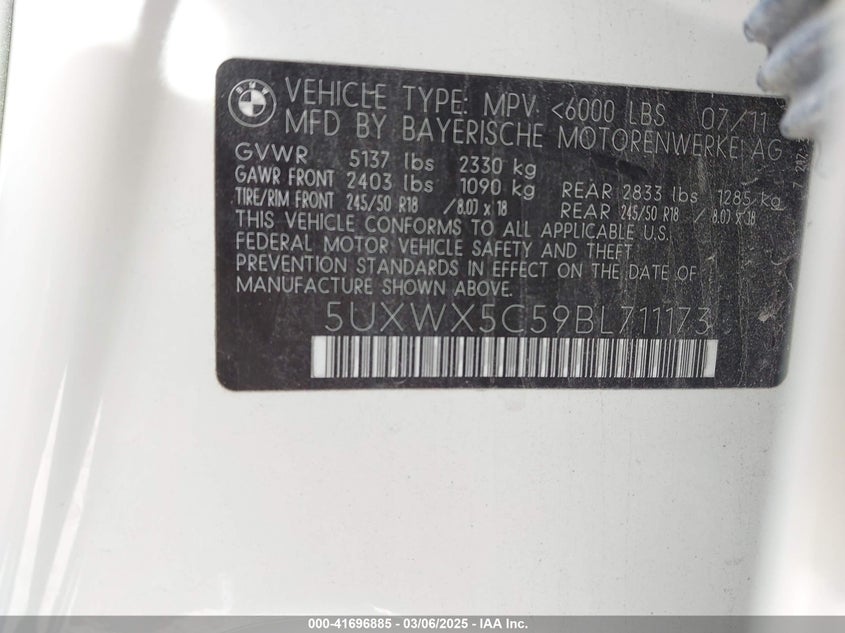 BMW
VEHICLE TYPE: MPV <6000 LBS 07/11
MFD BY BAYERISCHE MOTORENWERKE AG
GVWR 5137 lbs 2330 kg
GAWR FRONT 2403 lbs 1090 kg REAR 2833 lbs 1285 kg
TIRE/RIM FRONT 245/50 R18 / 8.0J x 18 REAR 245/50 R18 / 8.0J x 18
THIS VEHICLE CONFORMS TO ALL APPLICABLE U.S.
FEDERAL MOTOR VEHICLE SAFETY AND THEFT
PREVENTION STANDARDS IN EFFECT ON THE DATE OF
MANUFACTURE SHOWN ABOVE.
5UXWX5C59BL711173
000-41696885 - 03/06/2025 - IAA Inc.